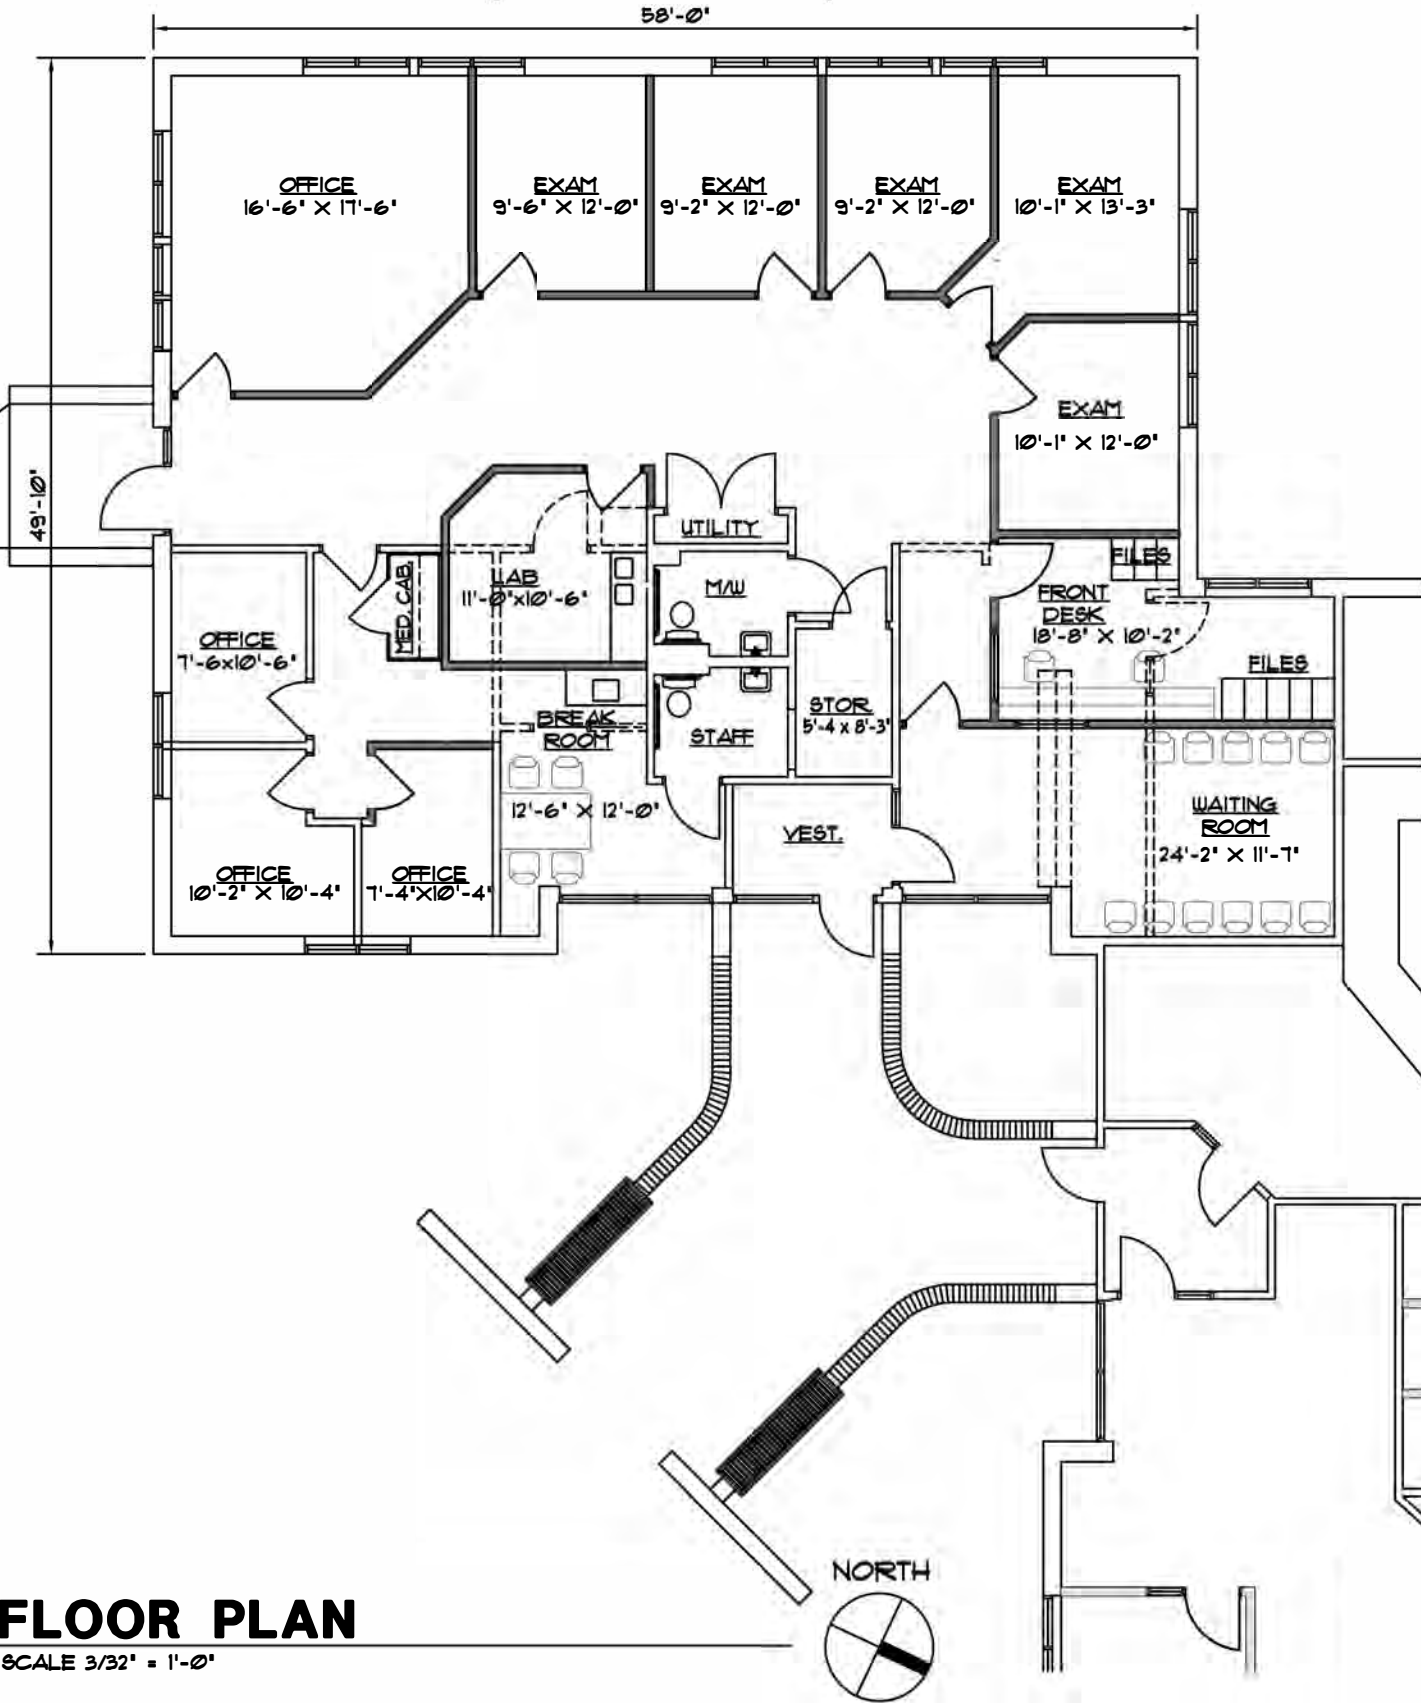 58'-0"
49'-10"
OFFICE
16'-6" X 17'-6"
EXAM
9'-6" X 12'-0"
EXAM
9'-2" X 12'-0"
EXAM
9'-2" X 12'-0"
EXAM
10'-1" X 13'-3"
EXAM
10'-1" X 12'-0"
UTILITY
LAB
11'-0"x10'-6"
MED. CAB.
M/W
FILES
FRONT
DESK
18'-8" X 10'-2"
FILES
OFFICE
7'-6x10'-6"
BREAK
ROOM
12'-6" X 12'-0"
STAFF
STOR.
5'-4 x 8'-3"
VEST.
WAITING
ROOM
24'-2" X 11'-7"
OFFICE
10'-2" X 10'-4"
OFFICE
7'-4"X10'-4"
NORTH
FLOOR PLAN
SCALE 3/32" = 1'-0"